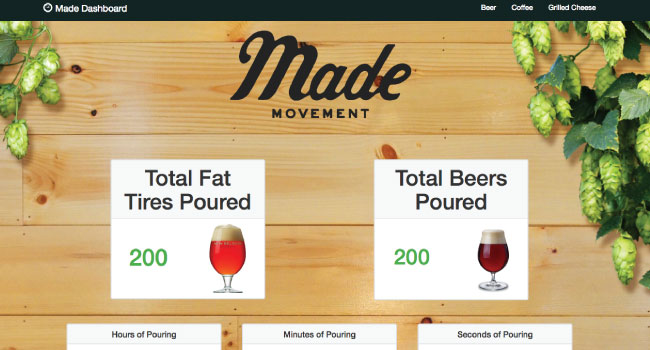 Made Dashboard
Beer Coffee Grilled Cheese
Made
MOVEMENT
Total Fat
Tires Poured
200
Total Beers
Poured
200
Hours of Pouring
Minutes of Pouring
Seconds of Pouring